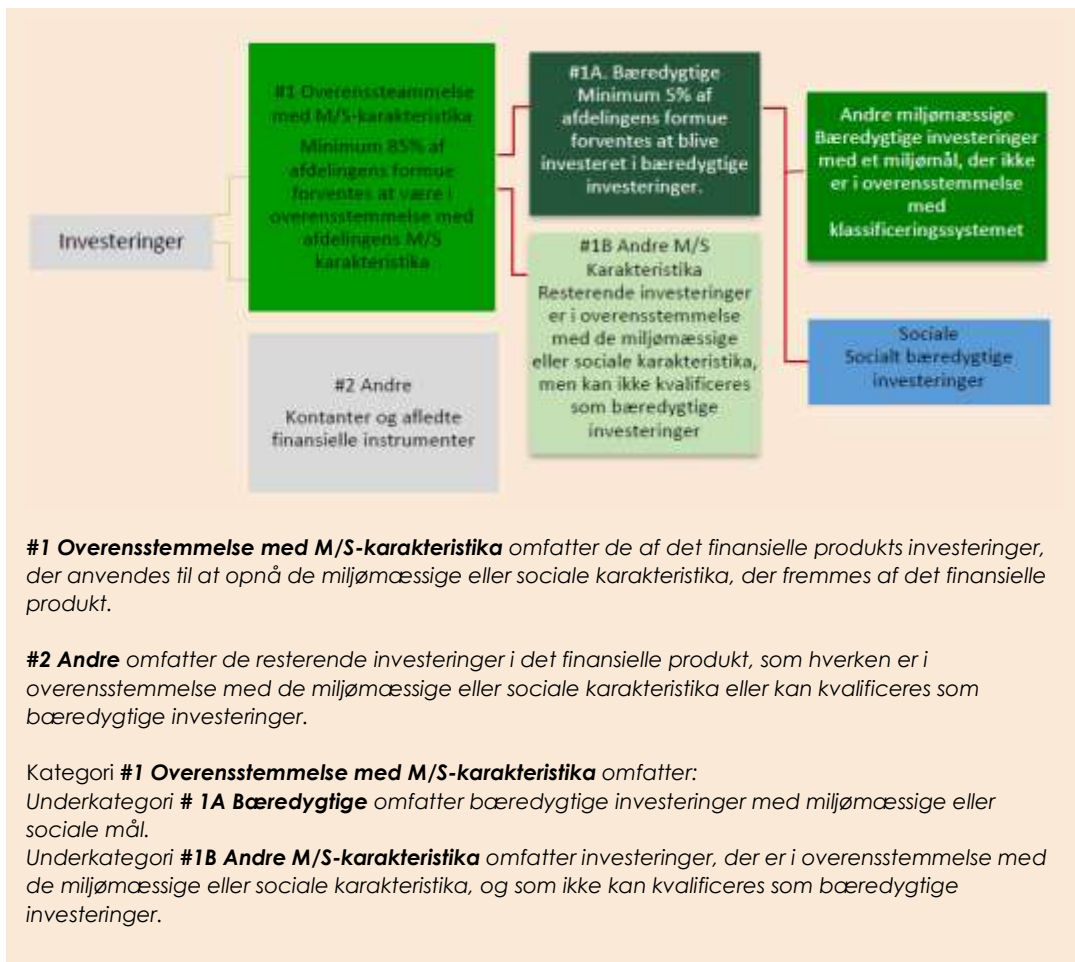 Investeringer
#1 Overenssteammelse
med M/S-karakteristika
Minimum 85% af
afdelingens formue
forventes at være i
overensstemmelse med
afdelingens M/S
karakteristika
#2 Andre
Kontanter og afledte
finansielle instrumenter
#1A. Bæredygtige
Minimum 5% af
afdelingens formue
forventes at blive
investeret i bæredygtige
investeringer.
#1B Andre M/S
Karakteristika
Resterende investeringer
er i overensstemmelse
med de miljømæssige
eller sociale karakteristika,
men kan ikke kvalificeres
som bæredygtige
investeringer
Andre miljømæssige
Bæredygtige investeringer
med et miljømål, der ikke
er i overensstemmelse
med
klassificeringssystemet
Sociale
Socialt bæredygtige
investeringer
#1 Overensstemmelse med M/S-karakteristika omfatter de af det finansielle produkts investeringer,
der anvendes til at opnå de miljømæssige eller sociale karakteristika, der fremmes af det finansielle
produkt.
#2 Andre omfatter de resterende investeringer i det finansielle produkt, som hverken er i
overensstemmelse med de miljømæssige eller sociale karakteristika eller kan kvalificeres som
bæredygtige investeringer.
Kategori #1 Overensstemmelse med M/S-karakteristika omfatter:
Underkategori # 1A Bæredygtige omfatter bæredygtige investeringer med miljømæssige eller
sociale mål.
Underkategori #1B Andre M/S-karakteristika omfatter investeringer, der er i overensstemmelse med
de miljømæssige eller sociale karakteristika, og som ikke kan kvalificeres som bæredygtige
investeringer.